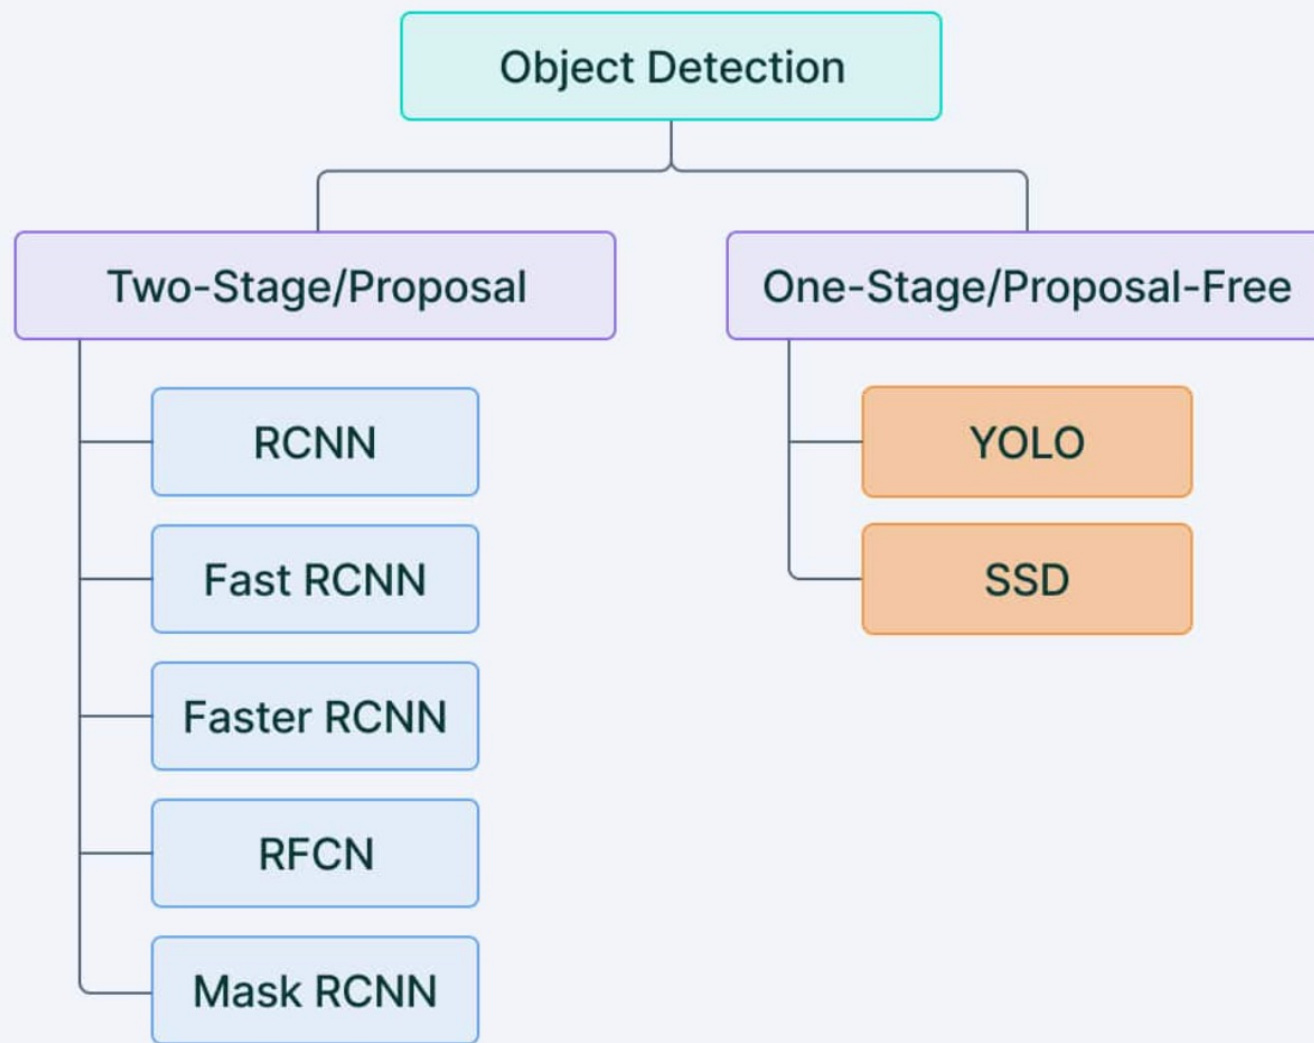 Object Detection
Two-Stage/Proposal
One-Stage/Proposal-Free
RCNN
Fast RCNN
Faster RCNN
RFCN
Mask RCNN
YOLO
SSD